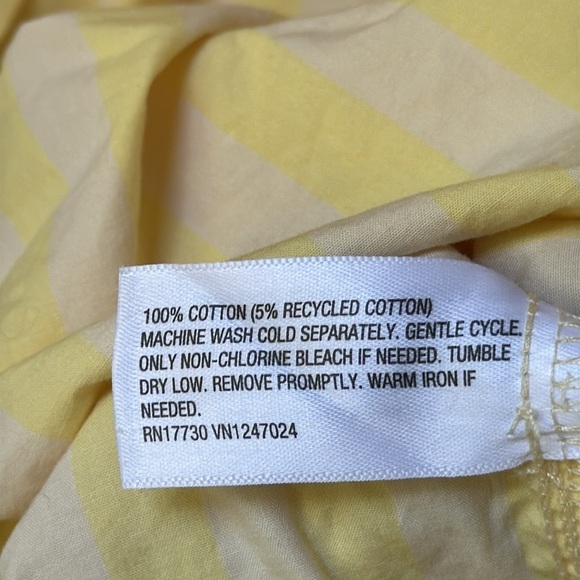 100% COTTON (5% RECYCLED COTTON)
MACHINE WASH COLD SEPARATELY. GENTLE CYCLE.
ONLY NON-CHLORINE BLEACH IF NEEDED. TUMBLE
DRY LOW. REMOVE PROMPTLY. WARM IRON IF
NEEDED.
RN17730 VN1247024